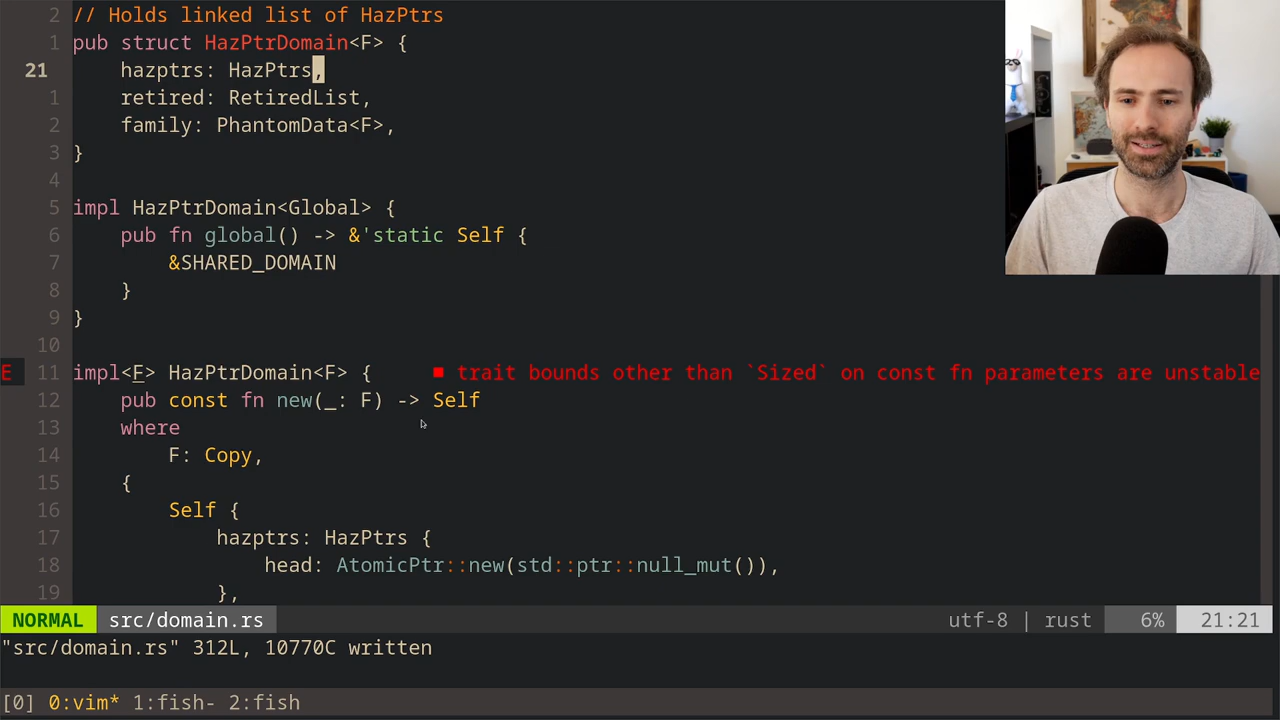 2 // Holds linked list of HazPtrs
1 pub struct HazPtrDomain<F> {
21 hazptrs: HazPtrs,
1 retired: RetiredList,
2 family: PhantomData<F>,
3 }
4
5 impl HazPtrDomain<Global> {
6 pub fn global() -> &'static Self {
7 &SHARED_DOMAIN
8 }
9 }
10
E 11 impl<F> HazPtrDomain<F> { ■ trait bounds other than `Sized` on const fn parameters are unstable
12 pub const fn new(_: F) -> Self
13 where
14 F: Copy,
15 {
16 Self {
17 hazptrs: HazPtrs {
18 head: AtomicPtr::new(std::ptr::null_mut()),
19 },
NORMAL src/domain.rs utf-8 | rust 6% 21:21
"src/domain.rs" 312L, 10770C written
[0] 0:vim* 1:fish- 2:fish